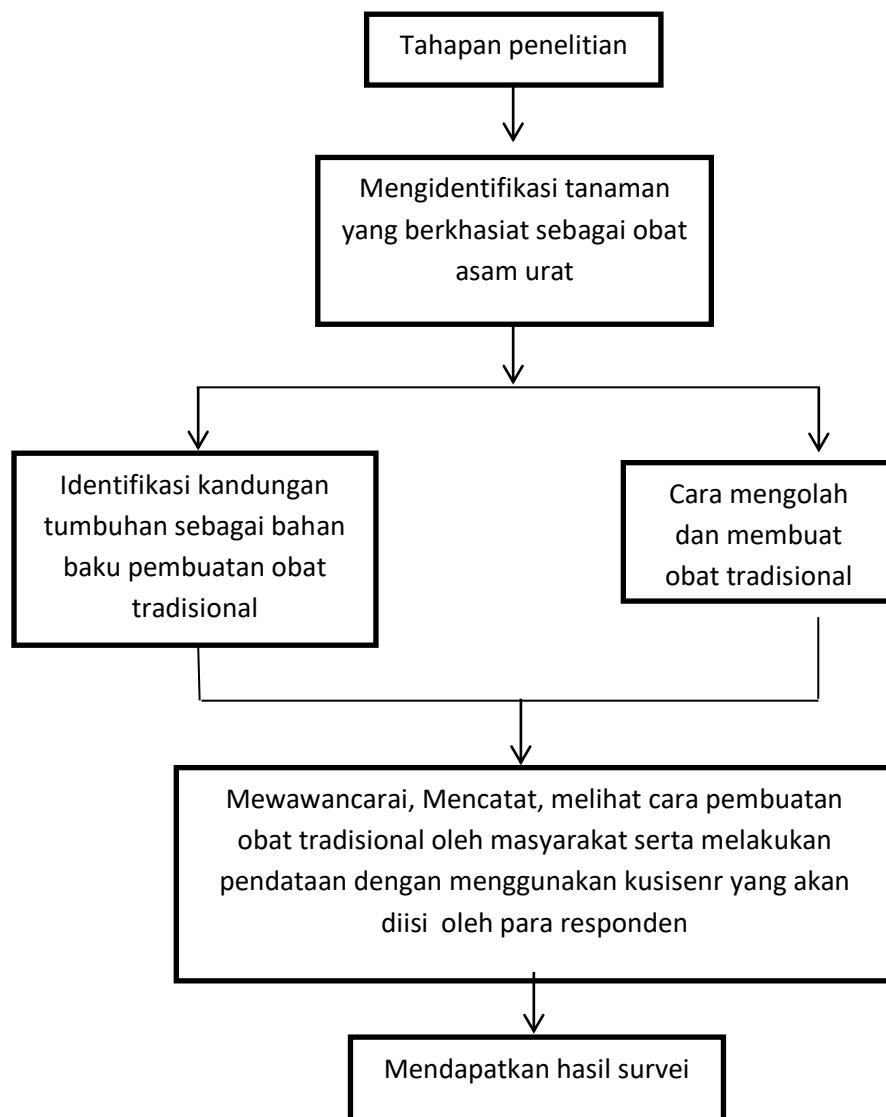 Tahapan penelitian
Mengidentifikasi tanaman
yang berkhasiat sebagai obat
asam urat
Identifikasi kandungan
tumbuhan sebagai bahan
baku pembuatan obat
tradisional
Cara mengolah
dan membuat
obat tradisional
Mewawancarai, Mencatat, melihat cara pembuatan
obat tradisional oleh masyarakat serta melakukan
pendataan dengan menggunakan kusisenr yang akan
diisi  oleh para responden
Mendapatkan hasil survei